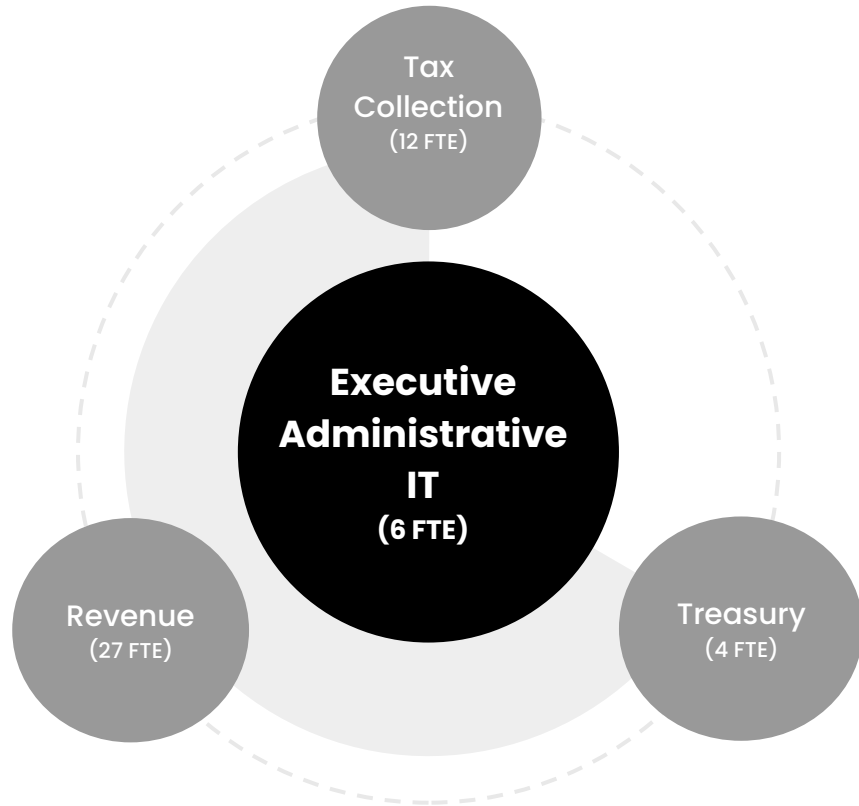 Tax
Collection
(12 FTE)
Executive
Administrative
IT
(6 FTE)
Revenue
(27 FTE)
Treasury
(4 FTE)